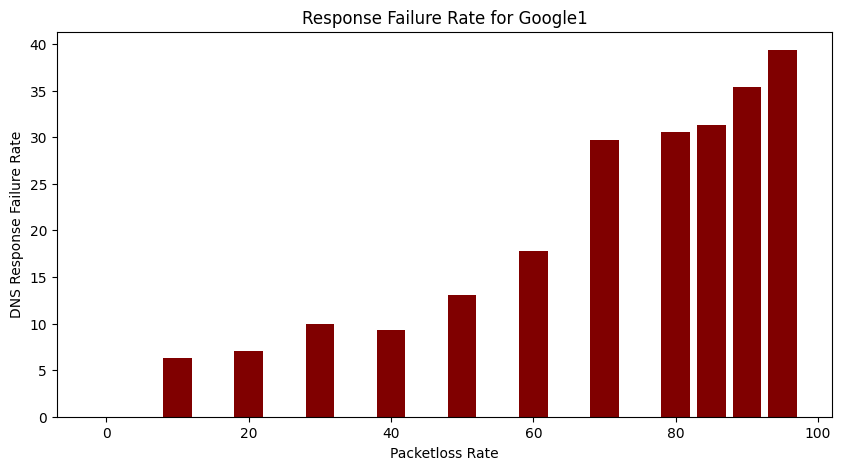 Response Failure Rate for Google1
40
35
30
25
20
15
10
5
0
DNS Response Failure Rate
0 20 40 60 80 100
Packetloss Rate